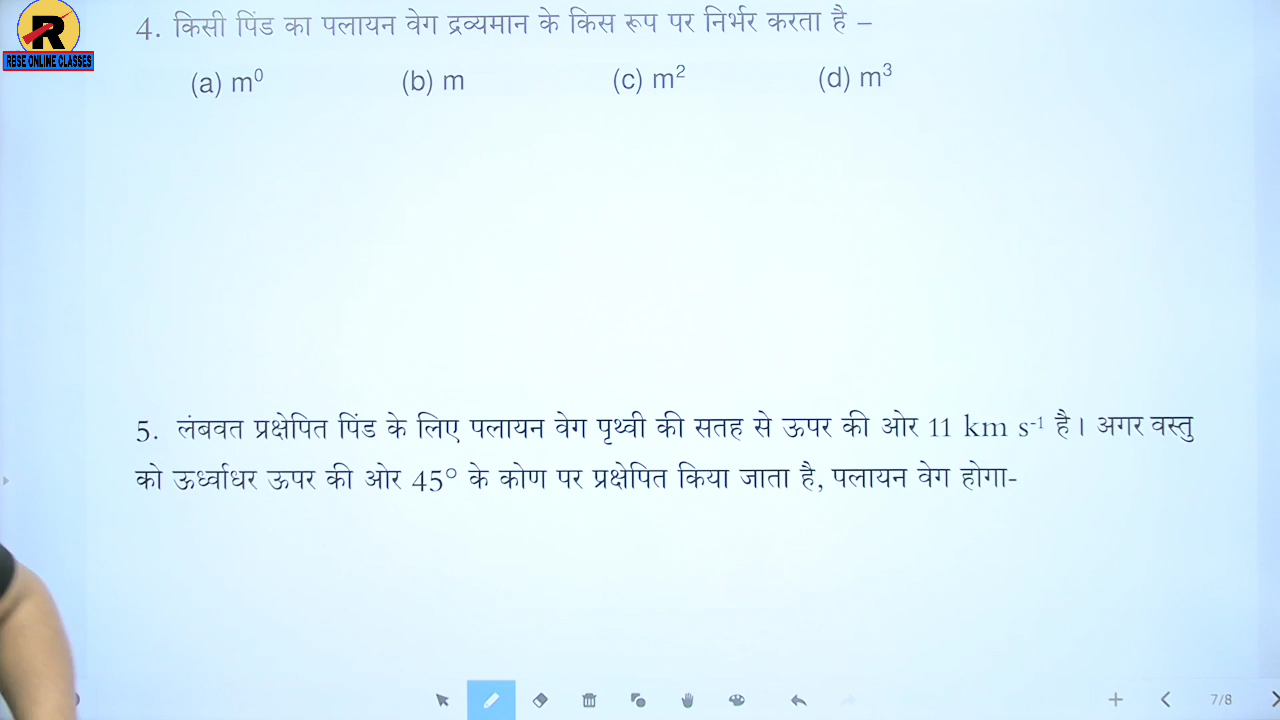 R
RBSE ONLINE CLASSES
4. किसी पिंड का पलायन वेग द्रव्यमान के किस रूप पर निर्भर करता है –
(a) m⁰ (b) m (c) m² (d) m³
5. लंबवत प्रक्षेपित पिंड के लिए पलायन वेग पृथ्वी की सतह से ऊपर की ओर 11 km s⁻¹ है। अगर वस्तु
को ऊर्ध्वाधर ऊपर की ओर 45° के कोण पर प्रक्षेपित किया जाता है, पलायन वेग होगा-
7/8